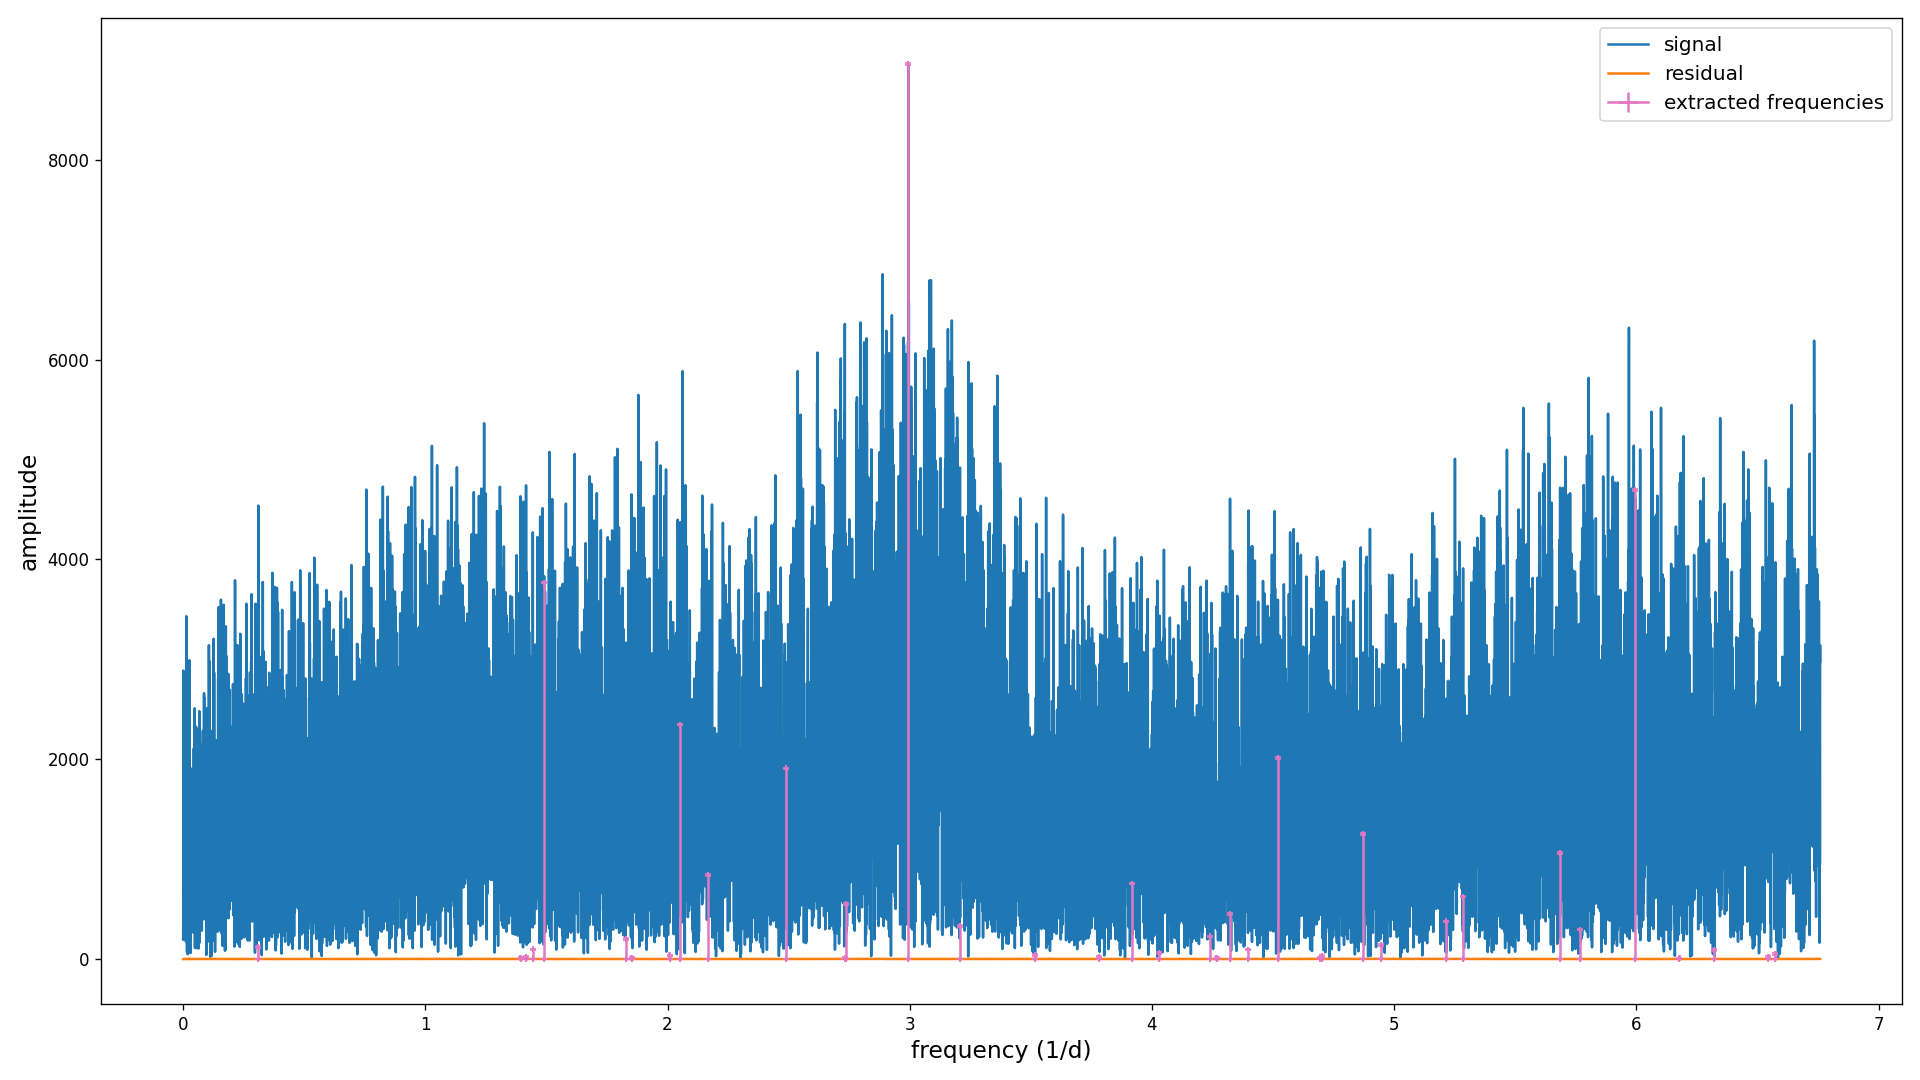 signal
residual
extracted frequencies
amplitude
8000
6000
4000
2000
0
0 1 2 3 4 5 6 7
frequency (1/d)